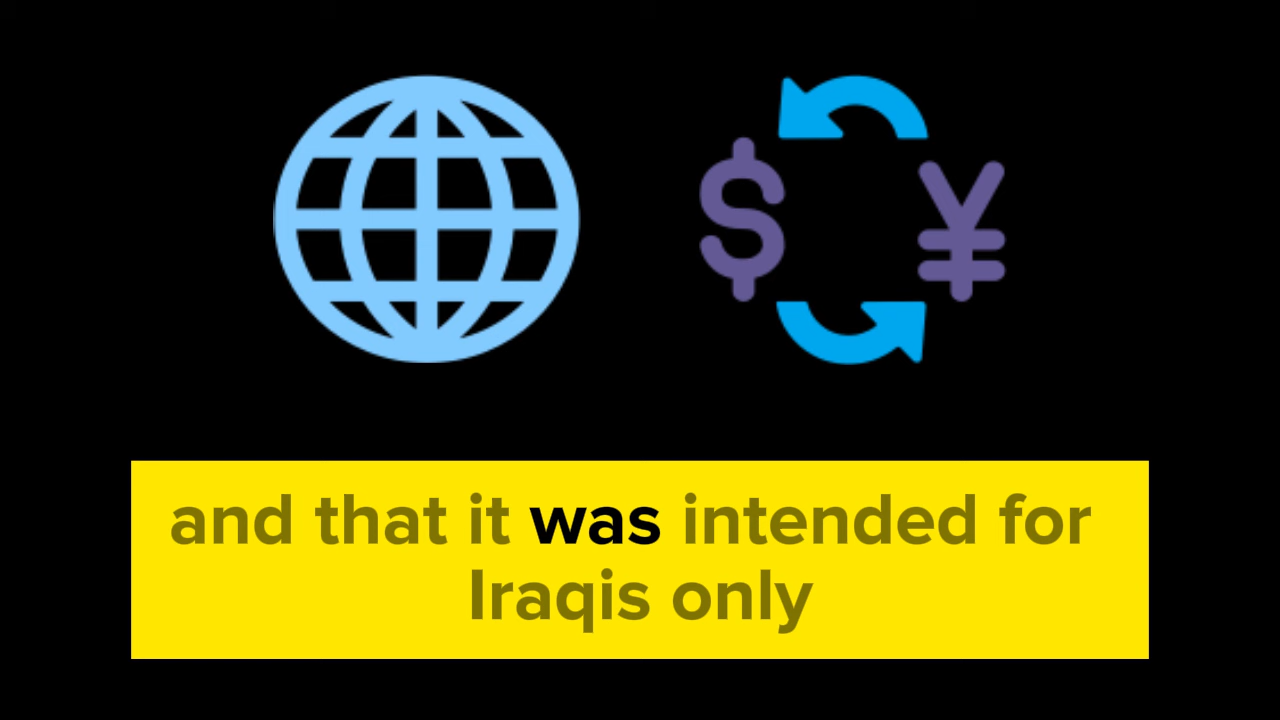 $ ¥
and that it was intended for
Iraqis only